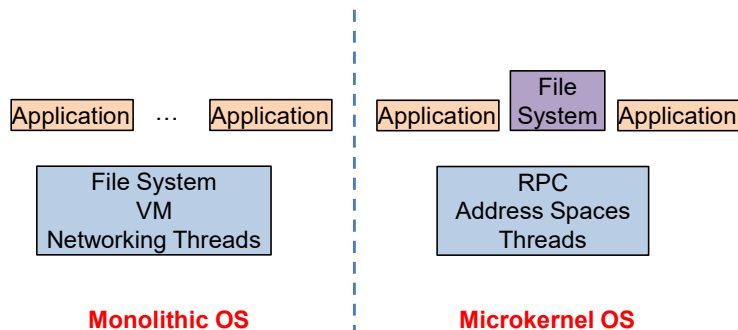 Application … Application
File System
VM
Networking Threads
Monolithic OS
Application
File
System
Application
RPC
Address Spaces
Threads
Microkernel OS